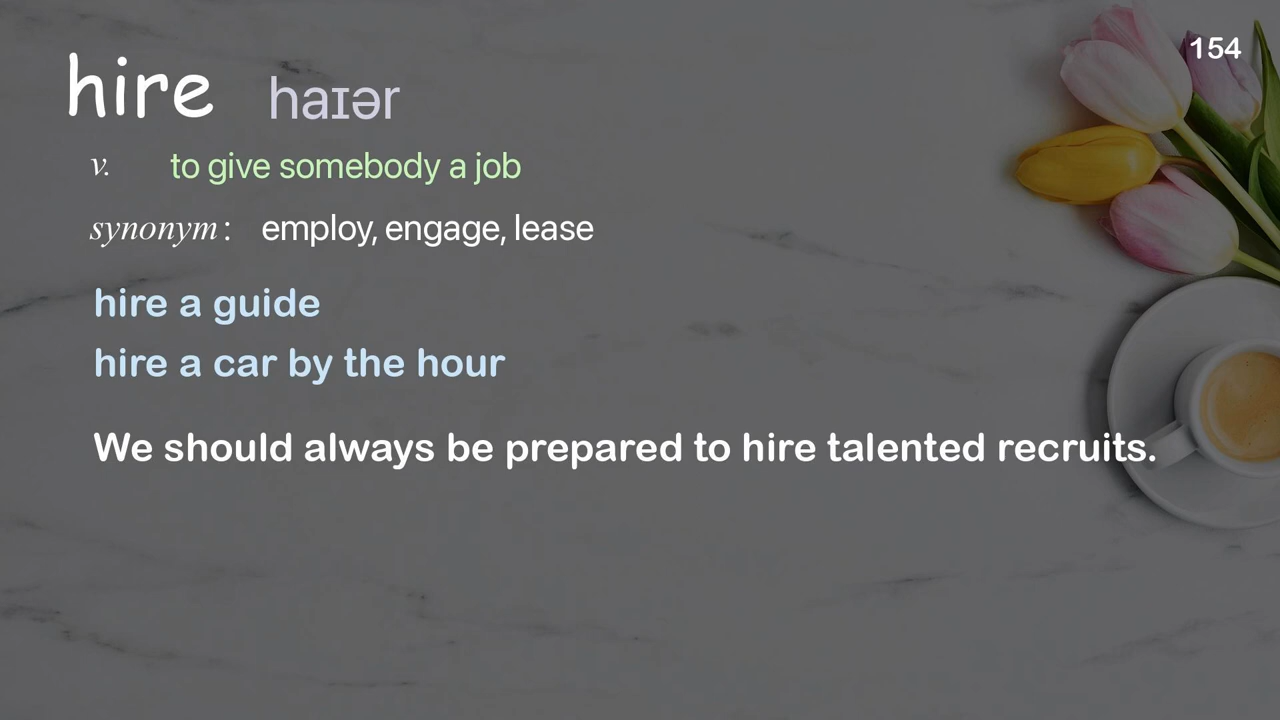 154
hire haɪər
v. to give somebody a job
synonym: employ, engage, lease
hire a guide
hire a car by the hour
We should always be prepared to hire talented recruits.